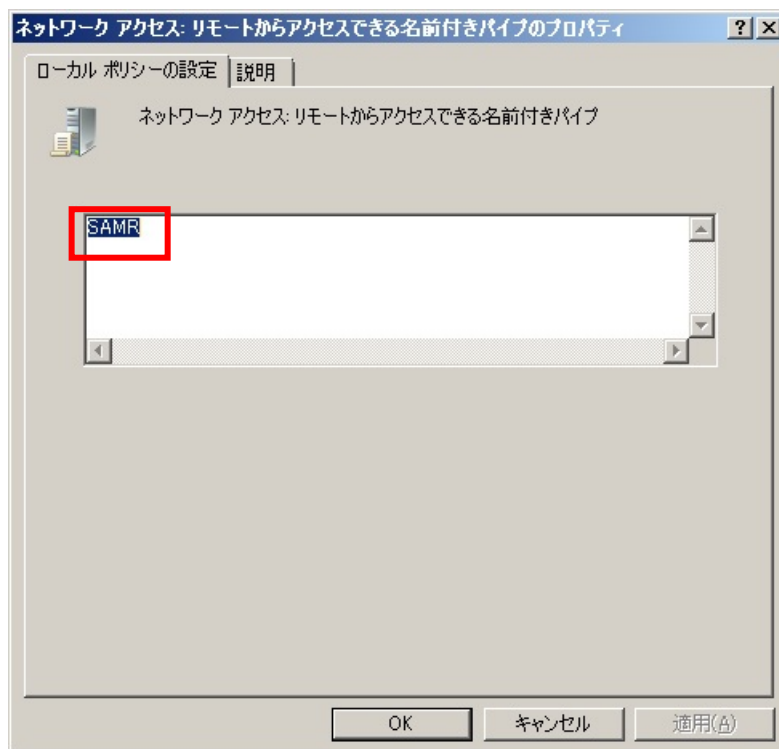 ネットワーク アクセス: リモートからアクセスできる名前付きパイプのプロパティ
ローカル ポリシーの設定 説明
ネットワーク アクセス: リモートからアクセスできる名前付きパイプ
SAMR
OK キャンセル 適用(A)